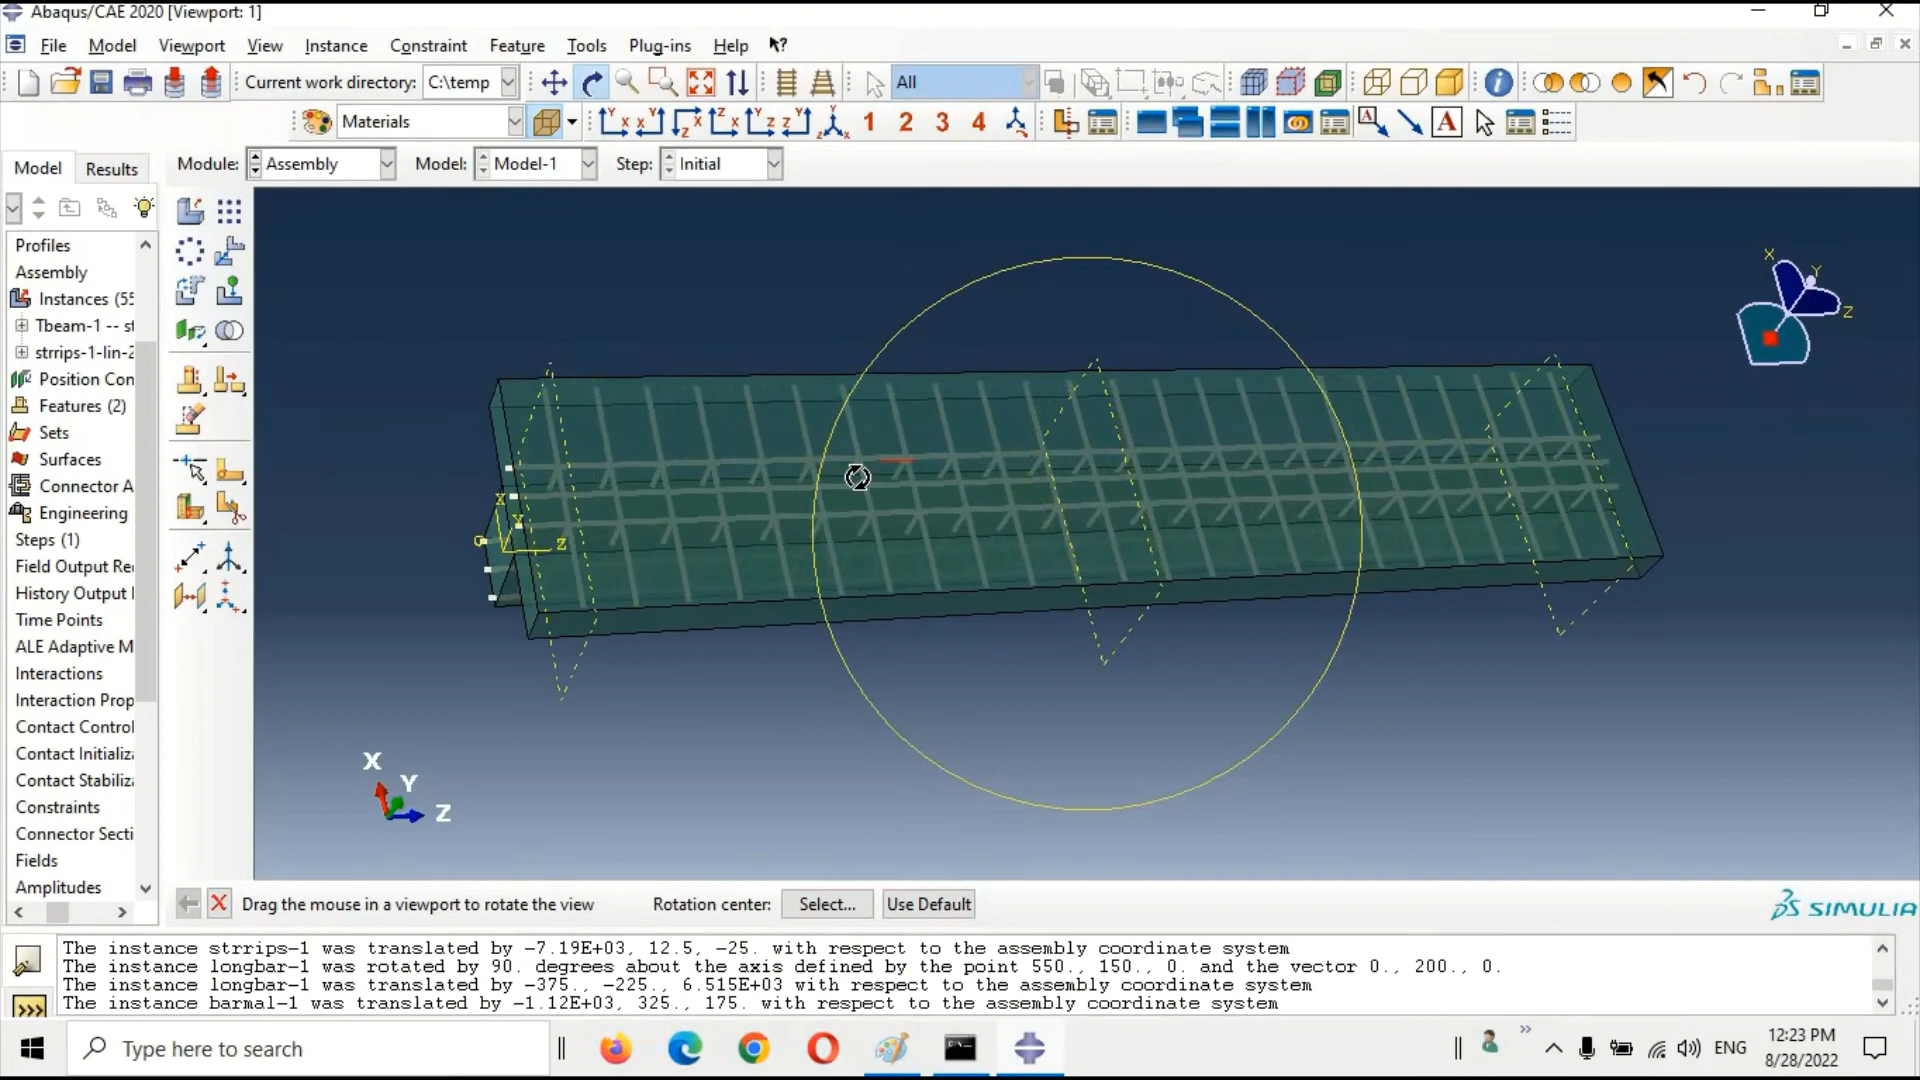 Abaqus/CAE 2020 [Viewport: 1]
File Model Viewport View Instance Constraint Feature Tools Plug-ins Help
Current work directory: C:\temp All
Materials 1 2 3 4 A A
Model Results Module: Assembly Model: Model-1 Step: Initial
Profiles
Assembly
Instances (55
Tbeam-1 -- st
strrips-1-lin-2
Position Con
Features (2)
Sets
Surfaces
Connector A
Engineering
Steps (1)
Field Output Re
History Output
Time Points
ALE Adaptive M
Interactions
Interaction Prop
Contact Control
Contact Initializa
Contact Stabiliza
Constraints
Connector Secti
Fields
Amplitudes
X
Y
Z
X
Y
Z
X
Y
Z
Drag the mouse in a viewport to rotate the view Rotation center: Select... Use Default
SIMULIA
The instance strrips-1 was translated by -7.19E+03, 12.5, -25. with respect to the assembly coordinate system
The instance longbar-1 was rotated by 90. degrees about the axis defined by the point 550., 150., 0. and the vector 0., 200., 0.
The instance longbar-1 was translated by -375., -225., 6.515E+03 with respect to the assembly coordinate system
The instance barmal-1 was translated by -1.12E+03, 325., 175. with respect to the assembly coordinate system
>>>
Type here to search
ENG
12:23 PM
8/28/2022